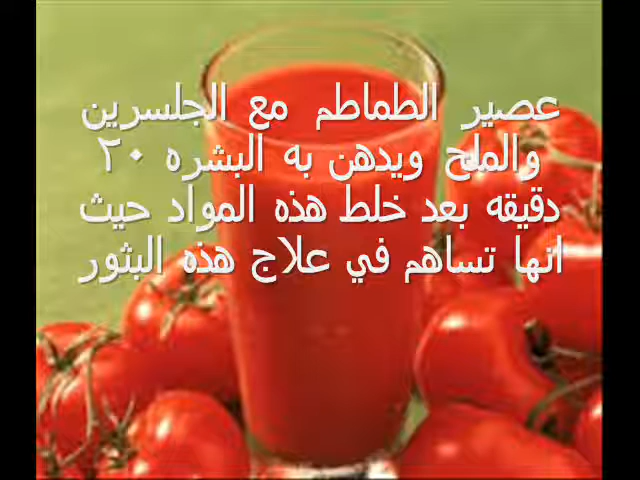 عصير الطماطم مع الجلسرين
والملح ويدهن به البشره ٢٠
دقيقه بعد خلط هذه المواد حيث
انها تساهم في علاج هذه البثور